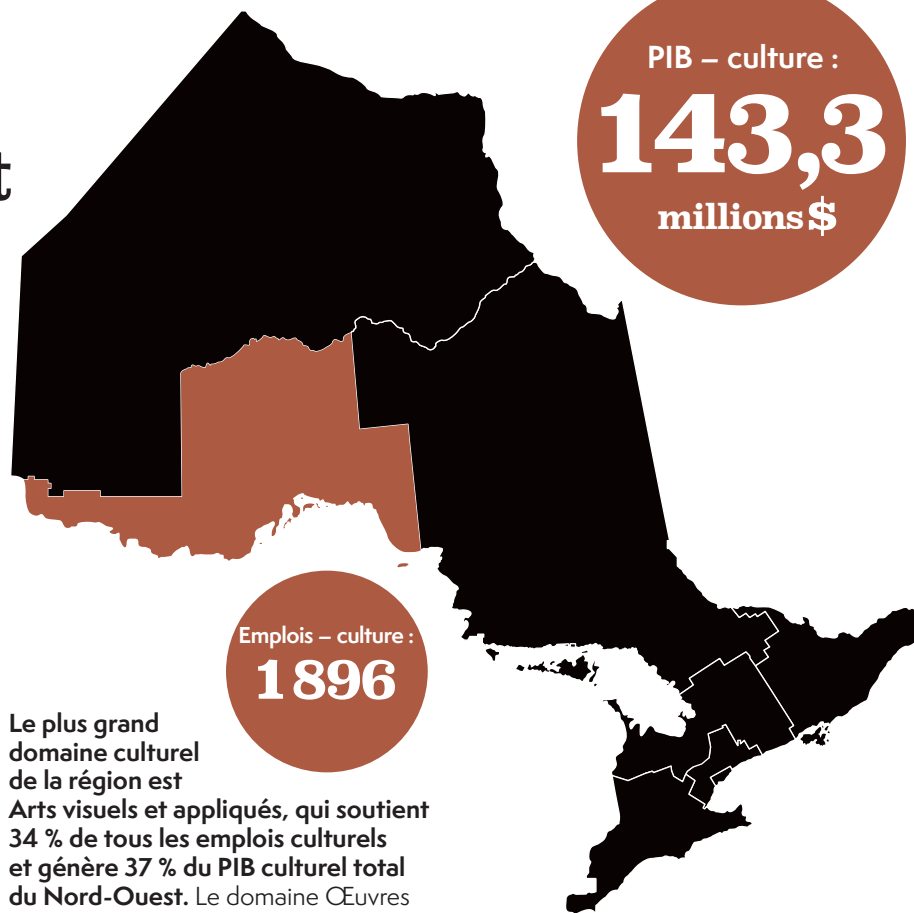 t
PIB – culture :
143,3
millions $
Emplois – culture :
1 896
Le plus grand
domaine culturel
de la région est
Arts visuels et appliqués, qui soutient
34 % de tous les emplois culturels
et génère 37 % du PIB culturel total
du Nord-Ouest. Le domaine Œuvres